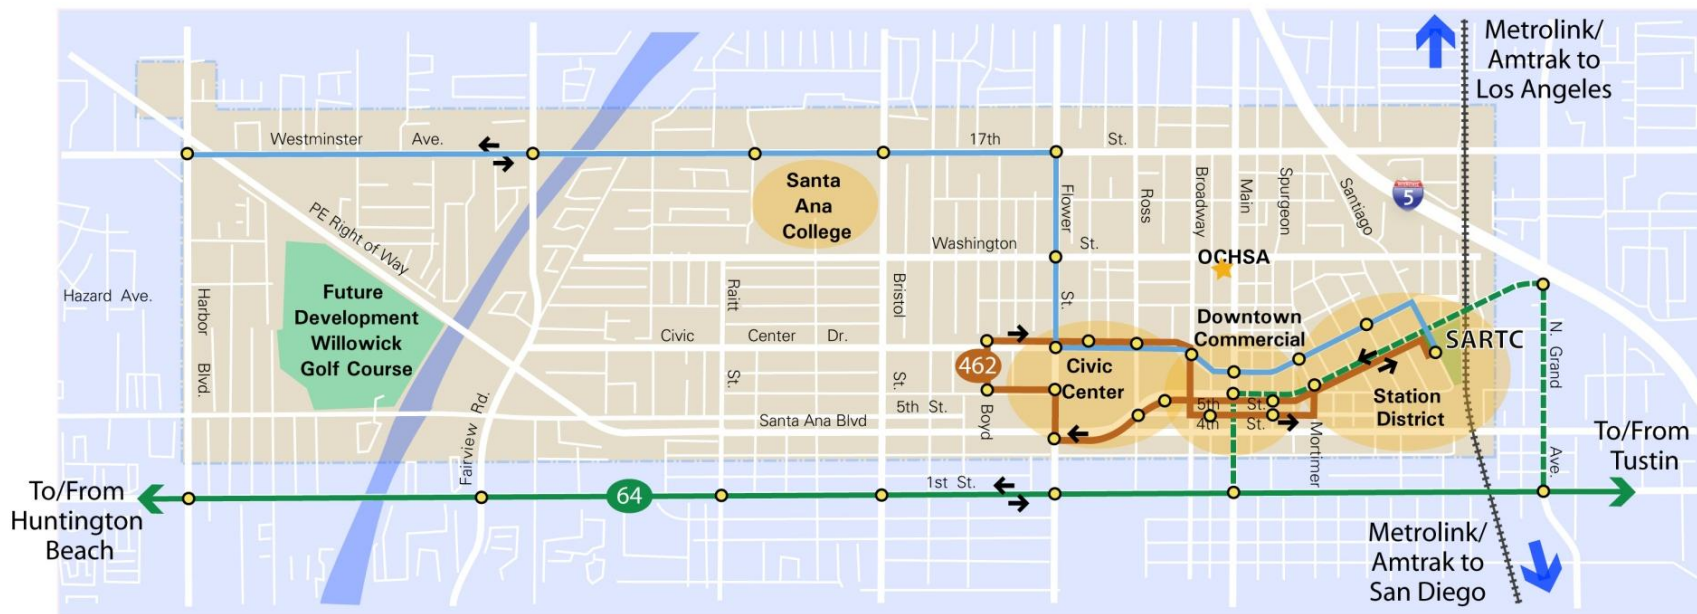 Metrolink/
Amtrak to
Los Angeles
Westminster Ave.
17th St.
Santa
Ana
College
Flower St.
Ross
Broadway
Main
Spurgeon
Santiago
INTERSTATE
5
PE Right of Way
Washington St.
OCHSA
Hazard Ave.
Harbor Blvd.
Future
Development
Willowick
Golf Course
Raitt St.
Bristol St.
Civic Center Dr.
Downtown
Commercial
SARTC
N. Grand Ave.
462
Civic
Center
Station
District
Boyd
5th St.
5th St.
4th St.
Santa Ana Blvd
Mortimer
Fairview Rd.
To/From
Tustin
To/From
Huntington
Beach
64
1st St.
Metrolink/
Amtrak to
San Diego